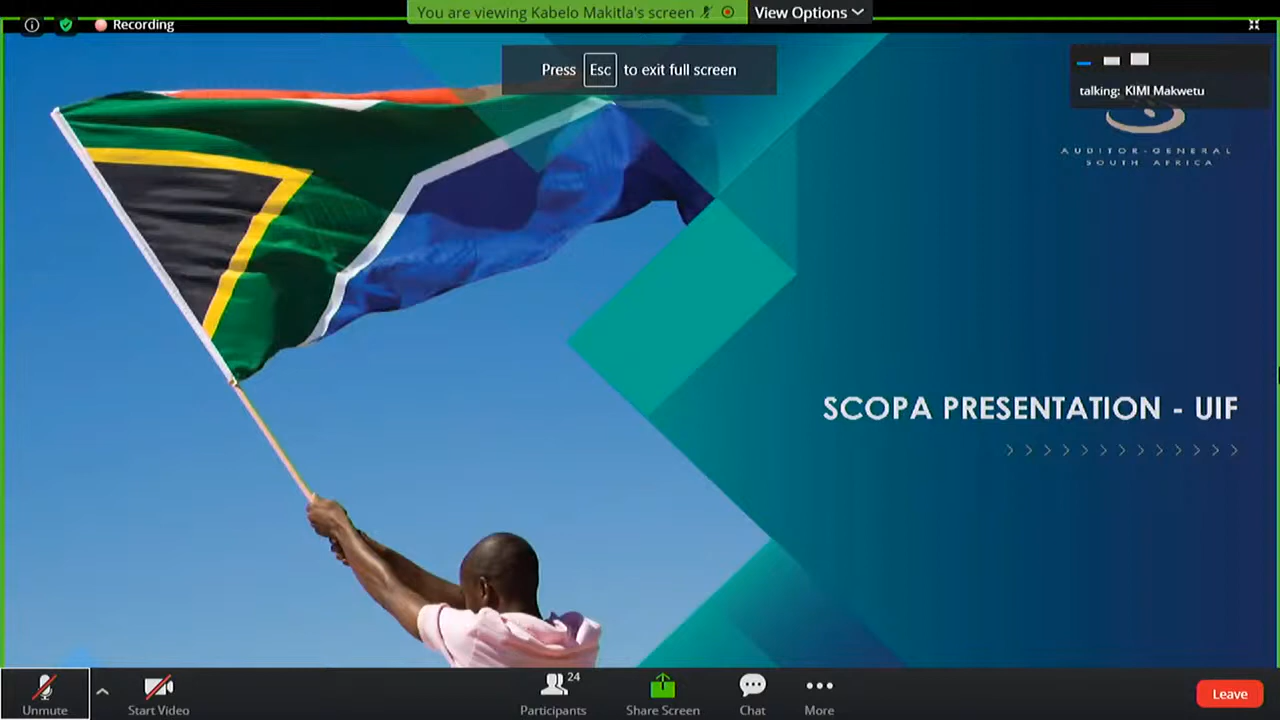 You are viewing Kabelo Makitla's screen
View Options
Recording
Press Esc to exit full screen
talking: KIMI Makwetu
AUDITOR-GENERAL
SOUTH AFRICA
SCOPA PRESENTATION - UIF
Unmute
Start Video
24
Participants
Share Screen
Chat
More
Leave